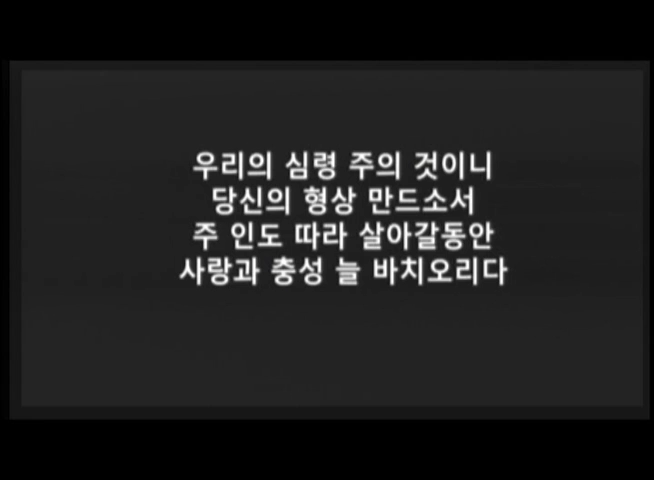 우리의 심령 주의 것이니
당신의 형상 만드소서
주 인도 따라 살아갈동안
사랑과 충성 늘 바치오리다